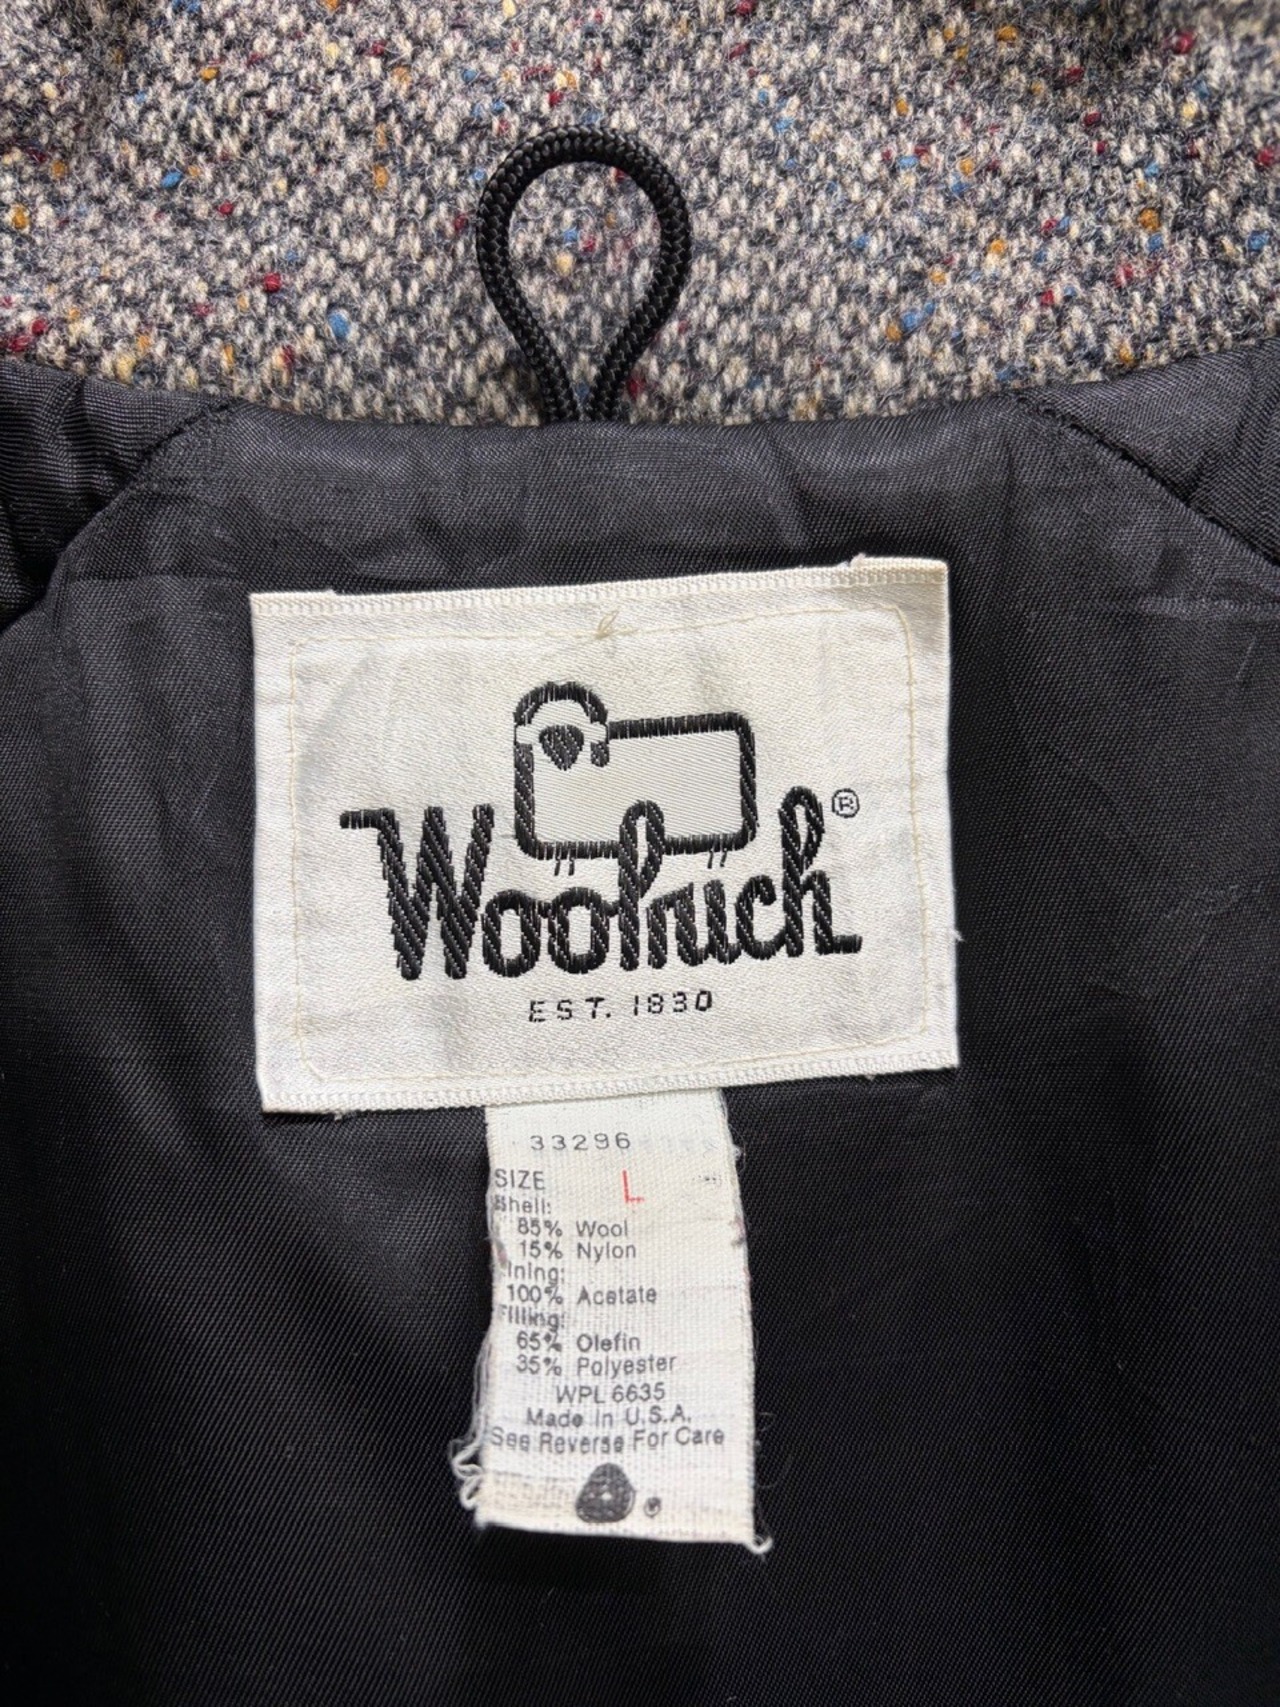 Woolrich®
EST. 1830
33296
SIZE L
Shell:
85% Wool
15% Nylon
Lining:
100% Acetate
Filling:
65% Olefin
35% Polyester
WPL 6635
Made In U.S.A.
See Reverse For Care